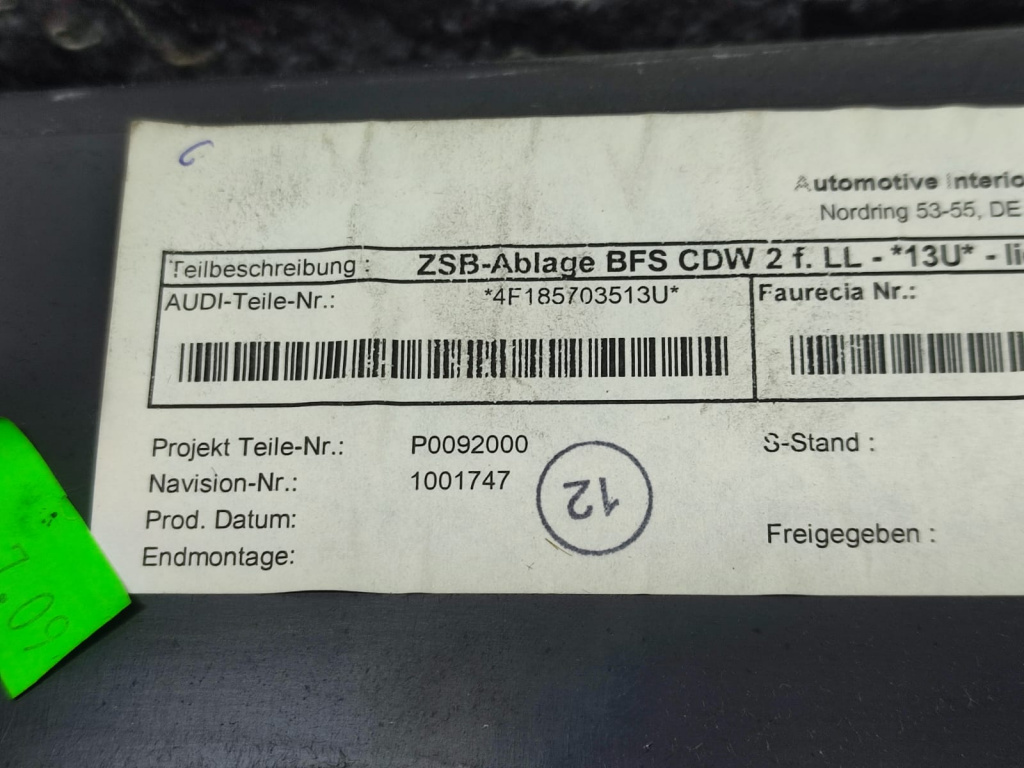 Automotive Interio
Nordring 53-55, DE
Teilbeschreibung : ZSB-Ablage BFS CDW 2 f. LL - *13U* - li
AUDI-Teile-Nr.: *4F185703513U* Faurecia Nr.:
Projekt Teile-Nr.: P0092000 S-Stand :
Navision-Nr.: 1001747
12
Prod. Datum: Freigegeben :
Endmontage: